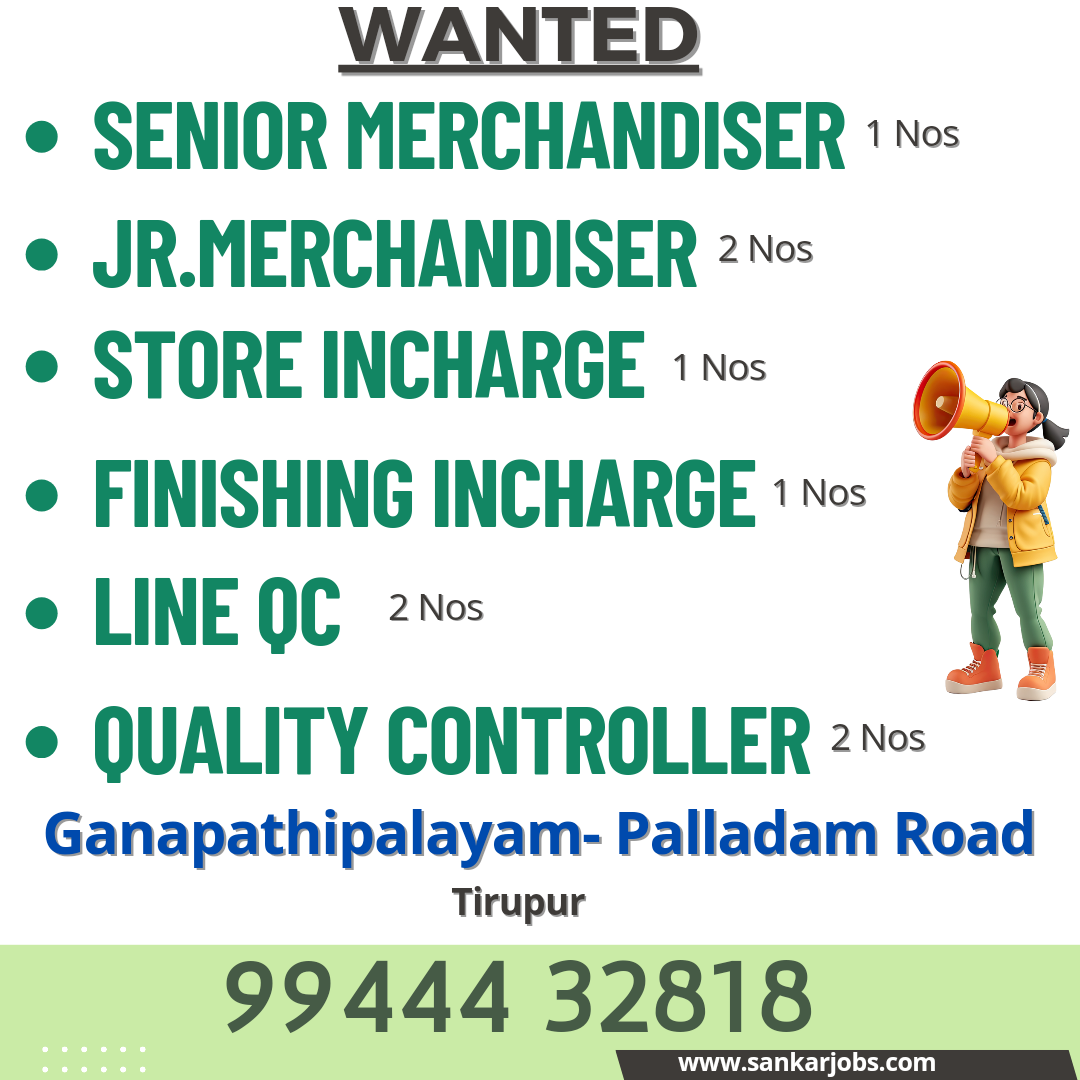 WANTED
• SENIOR MERCHANDISER 1 Nos
• JR.MERCHANDISER 2 Nos
• STORE INCHARGE 1 Nos
• FINISHING INCHARGE 1 Nos
• LINE QC 2 Nos
• QUALITY CONTROLLER 2 Nos
Ganapathipalayam- Palladam Road
Tirupur
99444 32818
www.sankarjobs.com